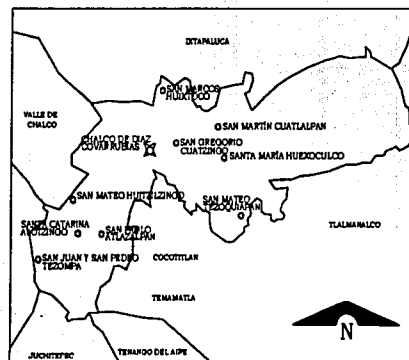 IXTAPALUCA
SAN MARCOS
HUIXTOCO
VALLE DE
CHALCO
SAN MARTÍN CUATLALPAN
CHALCO DE DIAZ
COVARRUBIAS
SAN GREGORIO
CUATZINGO
SANTA MARÍA HUEXOCULCO
SAN MATEO HUITZILZINGO
SAN MATEO
TEZOQUIAPAN
TLALMANALCO
SANTA CATARINA
AYOTZINGO
SAN PABLO
ATLAZALPAN
COCOTITLAN
SAN JUAN Y SAN PEDRO
TEZOMPA
TEMAMATLA
N
JUCHITEPEC
TENANGO DEL AIPE